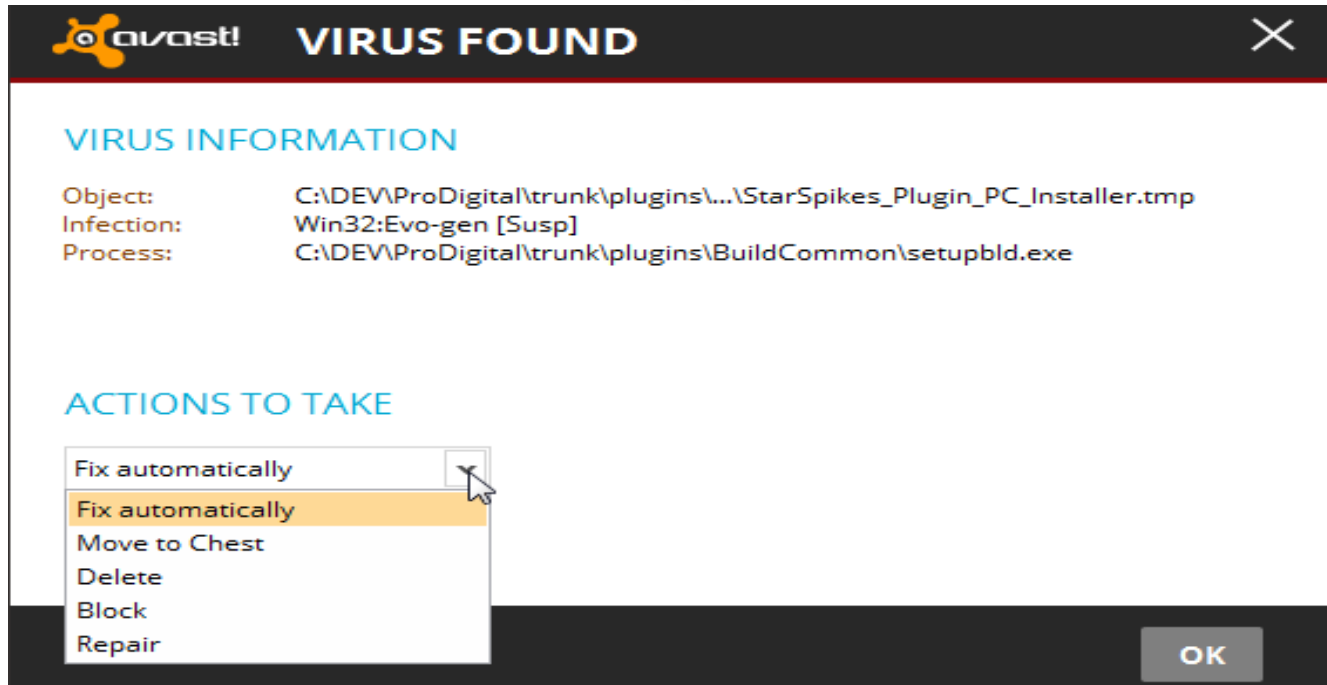 avast! VIRUS FOUND
VIRUS INFORMATION
Object: C:\DEV\ProDigital\trunk\plugins\...\StarSpikes_Plugin_PC_Installer.tmp
Infection: Win32:Evo-gen [Susp]
Process: C:\DEV\ProDigital\trunk\plugins\BuildCommon\setupbld.exe
ACTIONS TO TAKE
Fix automatically
Fix automatically
Move to Chest
Delete
Block
Repair
OK